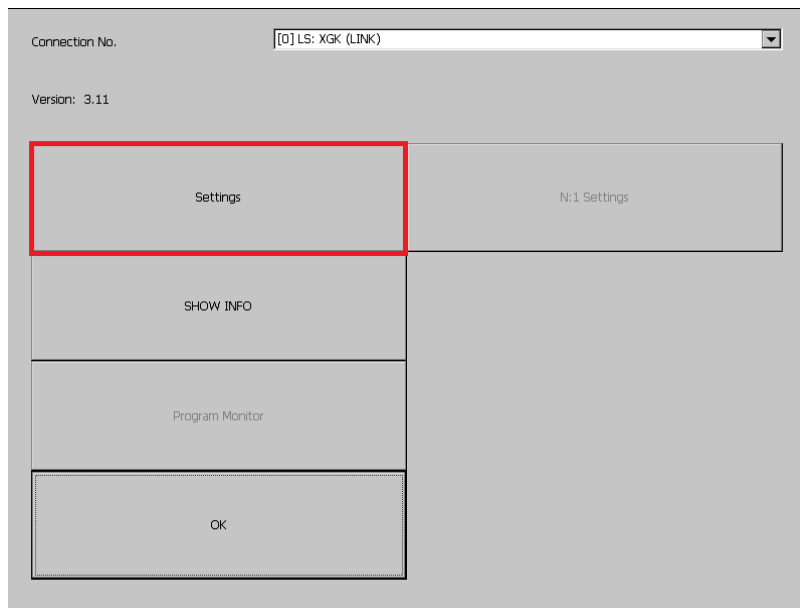 Connection No. [0] LS: XGK (LINK)
Version: 3.11
Settings N:1 Settings
SHOW INFO
Program Monitor
OK